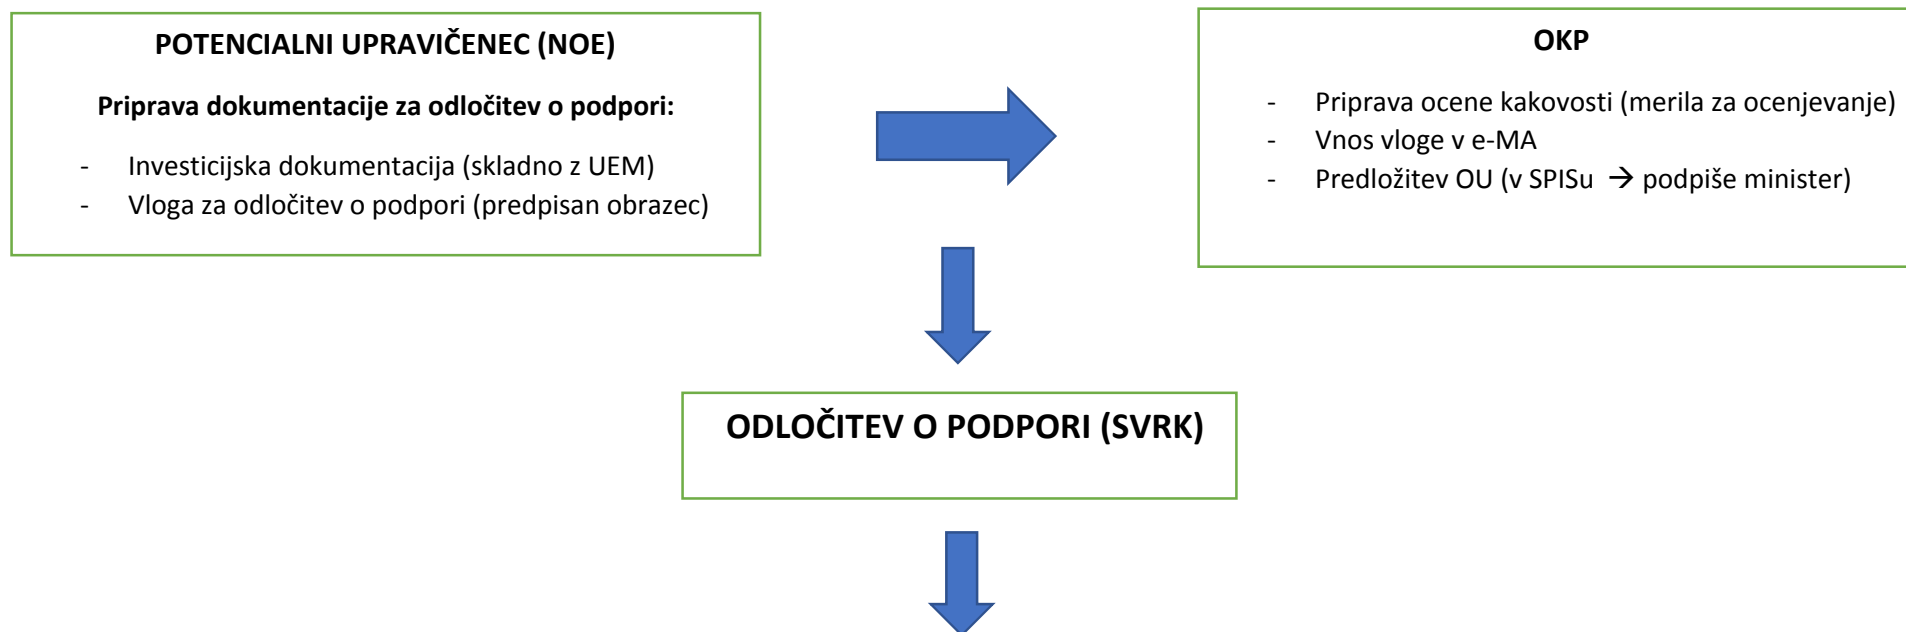 POTENCIALNI UPRAVIČENEC (NOE)
Priprava dokumentacije za odločitev o podpori:
- Investicijska dokumentacija (skladno z UEM)
- Vloga za odločitev o podpori (predpisan obrazec)
OKP
- Priprava ocene kakovosti (merila za ocenjevanje)
- Vnos vloge v e-MA
- Predložitev OU (v SPISu → podpiše minister)
ODLOČITEV O PODPORI (SVRK)